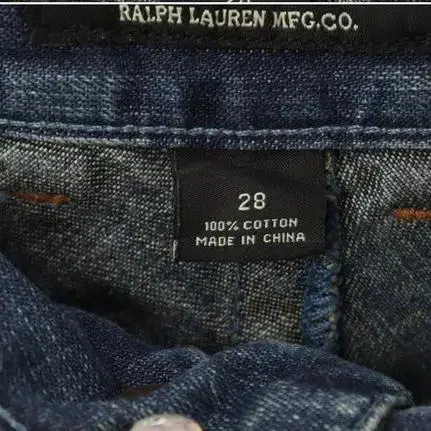 RALPH LAUREN MFG.CO.
28
100% COTTON
MADE IN CHINA